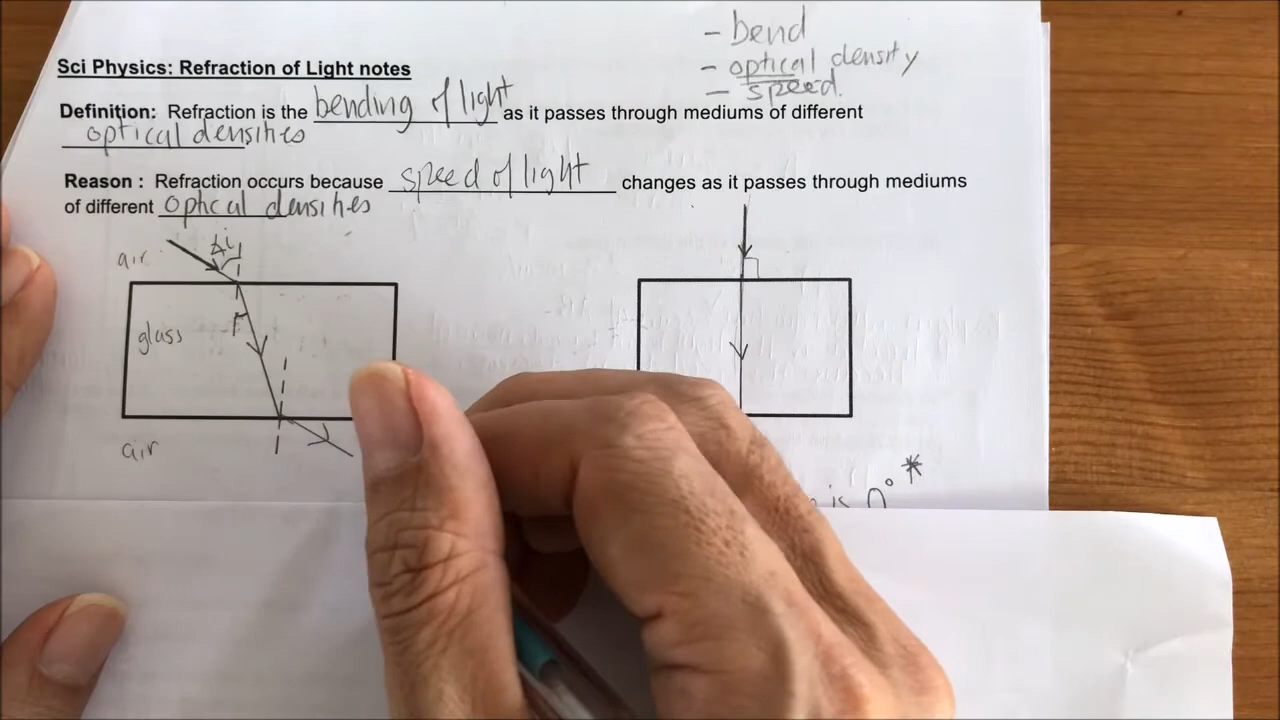 - bend
- optical density
- speed.
Sci Physics: Refraction of Light notes
Definition: Refraction is the bending of light as it passes through mediums of different
optical densities
Reason : Refraction occurs because speed of light changes as it passes through mediums
of different optical densities
air
∠i
r
glass
air
is 0° *